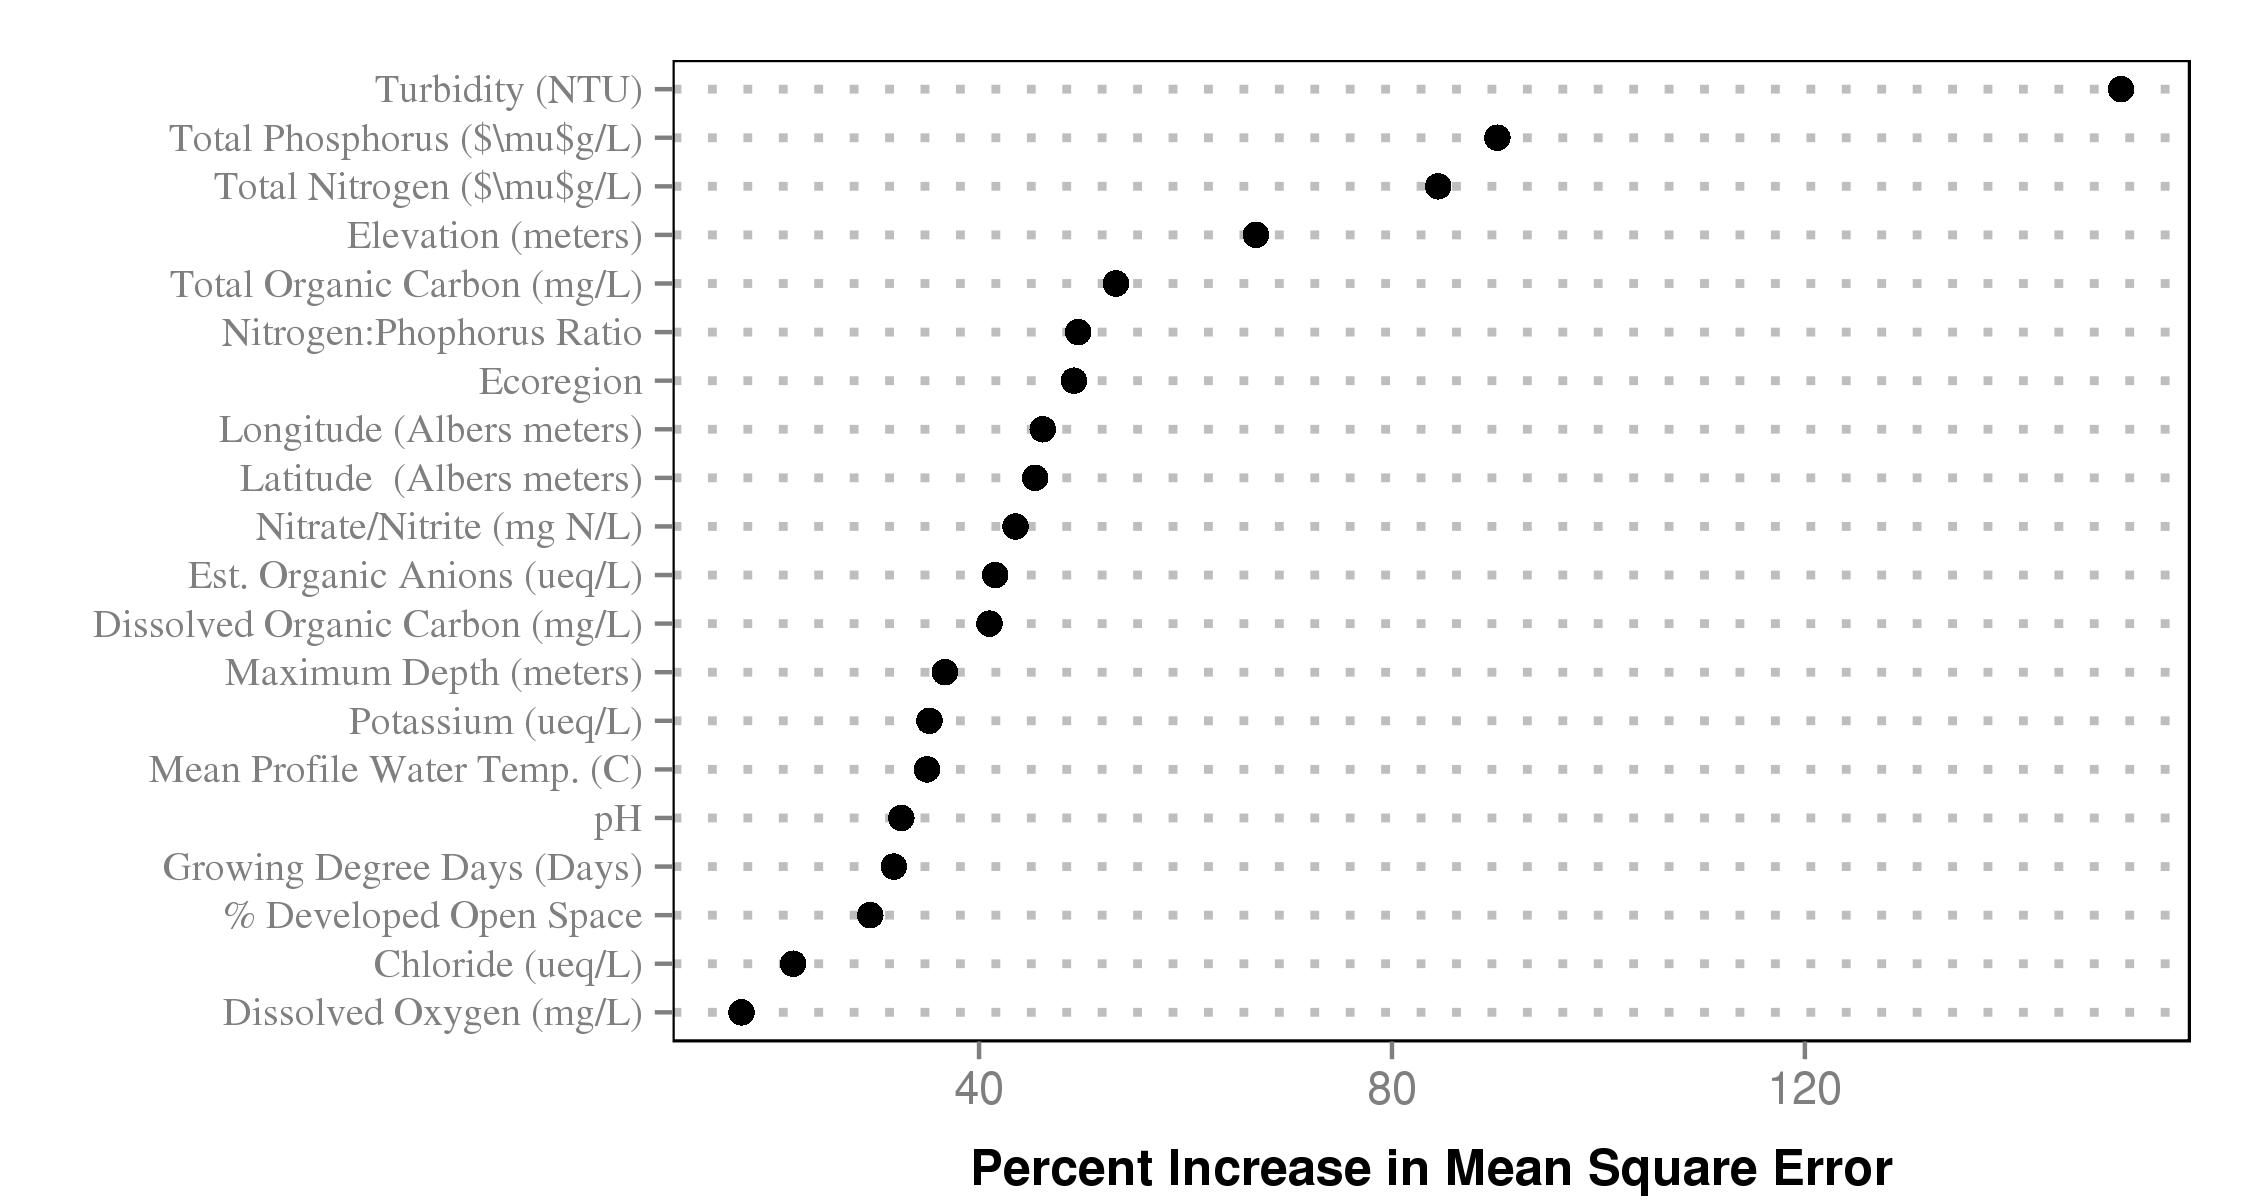 Turbidity (NTU)
Total Phosphorus ($\mu$g/L)
Total Nitrogen ($\mu$g/L)
Elevation (meters)
Total Organic Carbon (mg/L)
Nitrogen:Phophorus Ratio
Ecoregion
Longitude (Albers meters)
Latitude  (Albers meters)
Nitrate/Nitrite (mg N/L)
Est. Organic Anions (ueq/L)
Dissolved Organic Carbon (mg/L)
Maximum Depth (meters)
Potassium (ueq/L)
Mean Profile Water Temp. (C)
pH
Growing Degree Days (Days)
% Developed Open Space
Chloride (ueq/L)
Dissolved Oxygen (mg/L)
40 80 120
Percent Increase in Mean Square Error